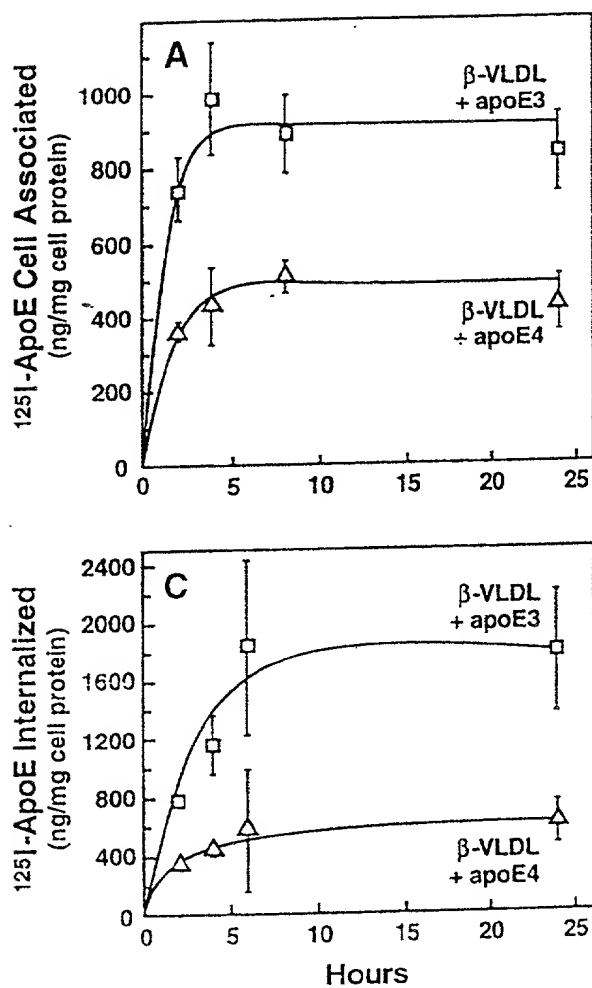 A
β-VLDL
+ apoE3
β-VLDL
÷ apoE4
¹²⁵I-ApoE Cell Associated
(ng/mg cell protein)
1000
800
600
400
200
0
0 5 10 15 20 25
C
β-VLDL
+ apoE3
β-VLDL
+ apoE4
¹²⁵I-ApoE Internalized
(ng/mg cell protein)
2400
2000
1600
1200
800
400
0
0 5 10 15 20 25
Hours